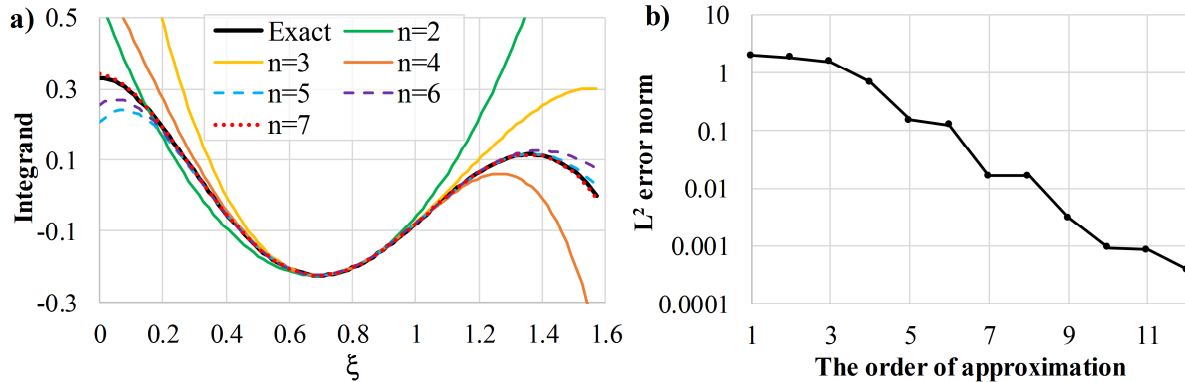 a)
Integrand
0.5
0.3
0.1
-0.1
-0.3
Exact n=2
n=3 n=4
n=5 n=6
n=7
0 0.2 0.4 0.6 0.8 1 1.2 1.4 1.6
ξ
b)
L² error norm
10
1
0.1
0.01
0.001
0.0001
1 3 5 7 9 11
The order of approximation